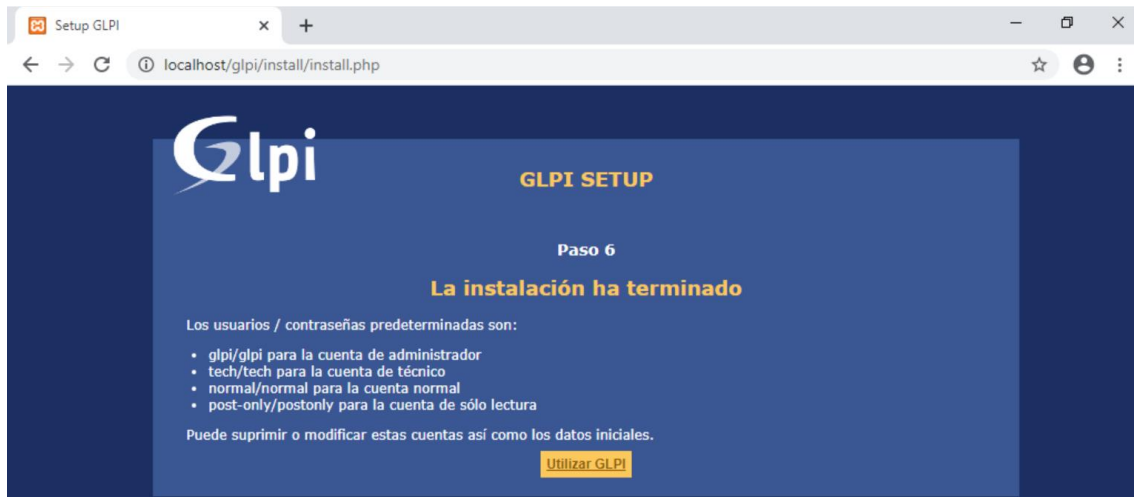 Setup GLPI
localhost/glpi/install/install.php
Glpi
GLPI SETUP
Paso 6
La instalación ha terminado
Los usuarios / contraseñas predeterminadas son:
• glpi/glpi para la cuenta de administrador
• tech/tech para la cuenta de técnico
• normal/normal para la cuenta normal
• post-only/postonly para la cuenta de sólo lectura
Puede suprimir o modificar estas cuentas así como los datos iniciales.
Utilizar GLPI